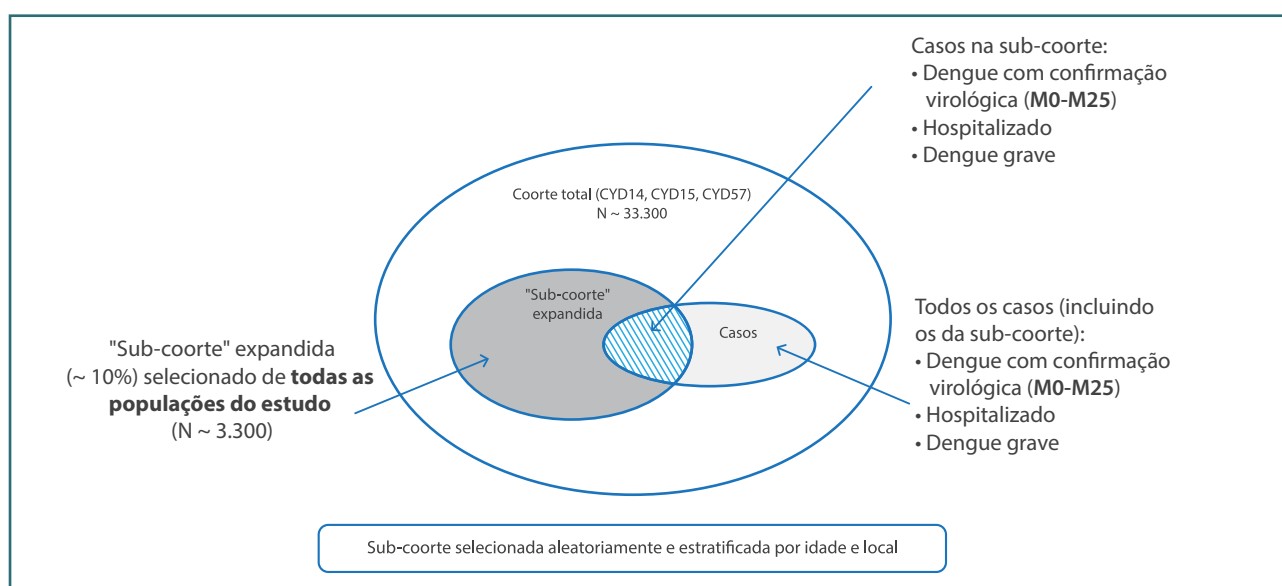 Casos na sub-coorte:
• Dengue com confirmação
virológica (M0-M25)
• Hospitalizado
• Dengue grave
Coorte total (CYD14, CYD15, CYD57)
N ~ 33.300
"Sub-coorte"
expandida
Casos
"Sub-coorte" expandida
(~ 10%) selecionado de todas as
populações do estudo
(N ~ 3.300)
Todos os casos (incluindo
os da sub-coorte):
• Dengue com confirmação
virológica (M0-M25)
• Hospitalizado
• Dengue grave
Sub-coorte selecionada aleatoriamente e estratificada por idade e local